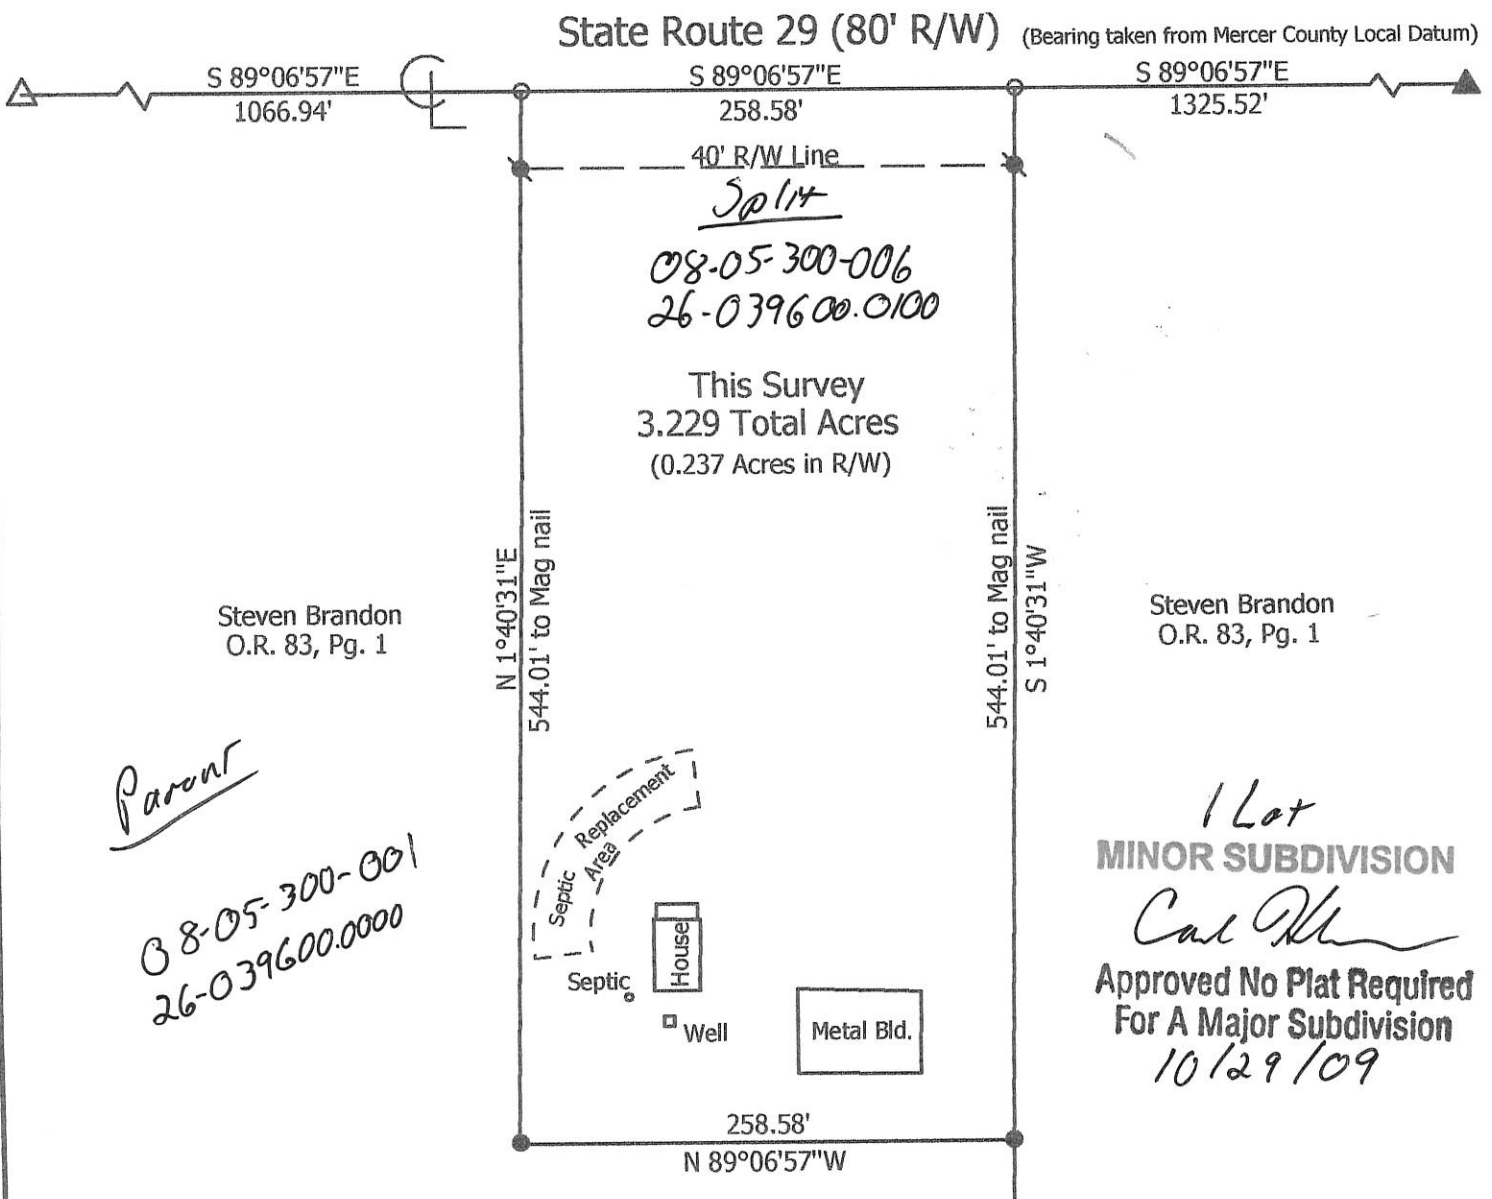 State Route 29 (80' R/W) (Bearing taken from Mercer County Local Datum)
S 89°06'57"E
1066.94'
CL
S 89°06'57"E
258.58'
S 89°06'57"E
1325.52'
40' R/W Line
Split
08-05-300-006
26-039600.0100
This Survey
3.229 Total Acres
(0.237 Acres in R/W)
N 1°40'31"E
544.01' to Mag nail
544.01' to Mag nail
S 1°40'31"W
Steven Brandon
O.R. 83, Pg. 1
Steven Brandon
O.R. 83, Pg. 1
Parent
08-05-300-001
26-039600.0000
Septic Replacement
Area
House
Septic
Well
Metal Bld.
1 Lot
MINOR SUBDIVISION
Approved No Plat Required
For A Major Subdivision
10/29/09
258.58'
N 89°06'57"W